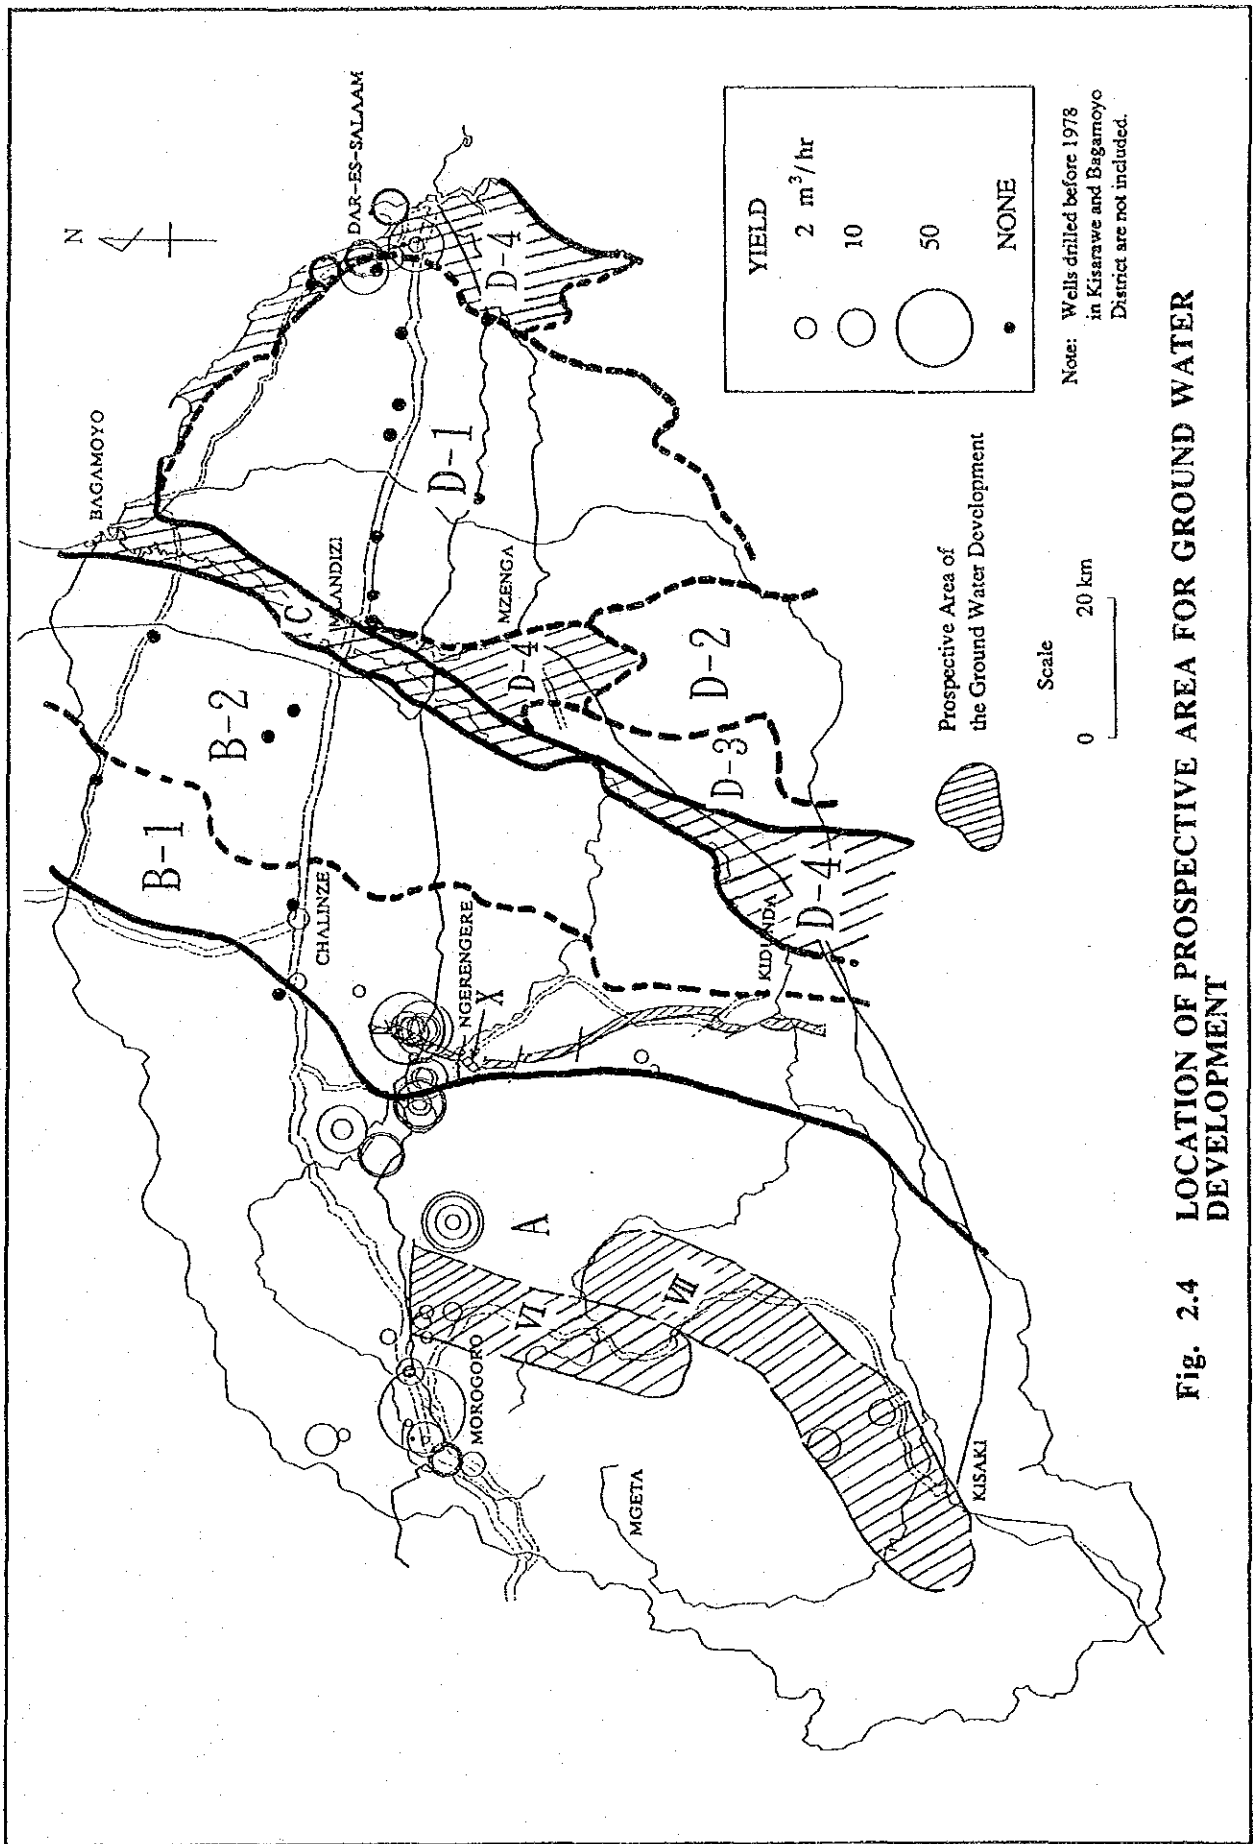 N
DAR-ES-SALAAM
BAGAMOYO
MLANDIZI
MZENGA
CHALINZE
NGERENGERE
KIDUNDA
MOROGORO
MGETA
KISAKI
A
B-1
B-2
C
D-1
D-2
D-3
D-4
D-4
D-4
VI
VII
X
YIELD
2 m³/hr
10
50
NONE
Note: Wells drilled before 1978
in Kisarawe and Bagamoyo
District are not included.
Prospective Area of
the Ground Water Development
Scale
0 20 km
Fig. 2.4 LOCATION OF PROSPECTIVE AREA FOR GROUND WATER
DEVELOPMENT